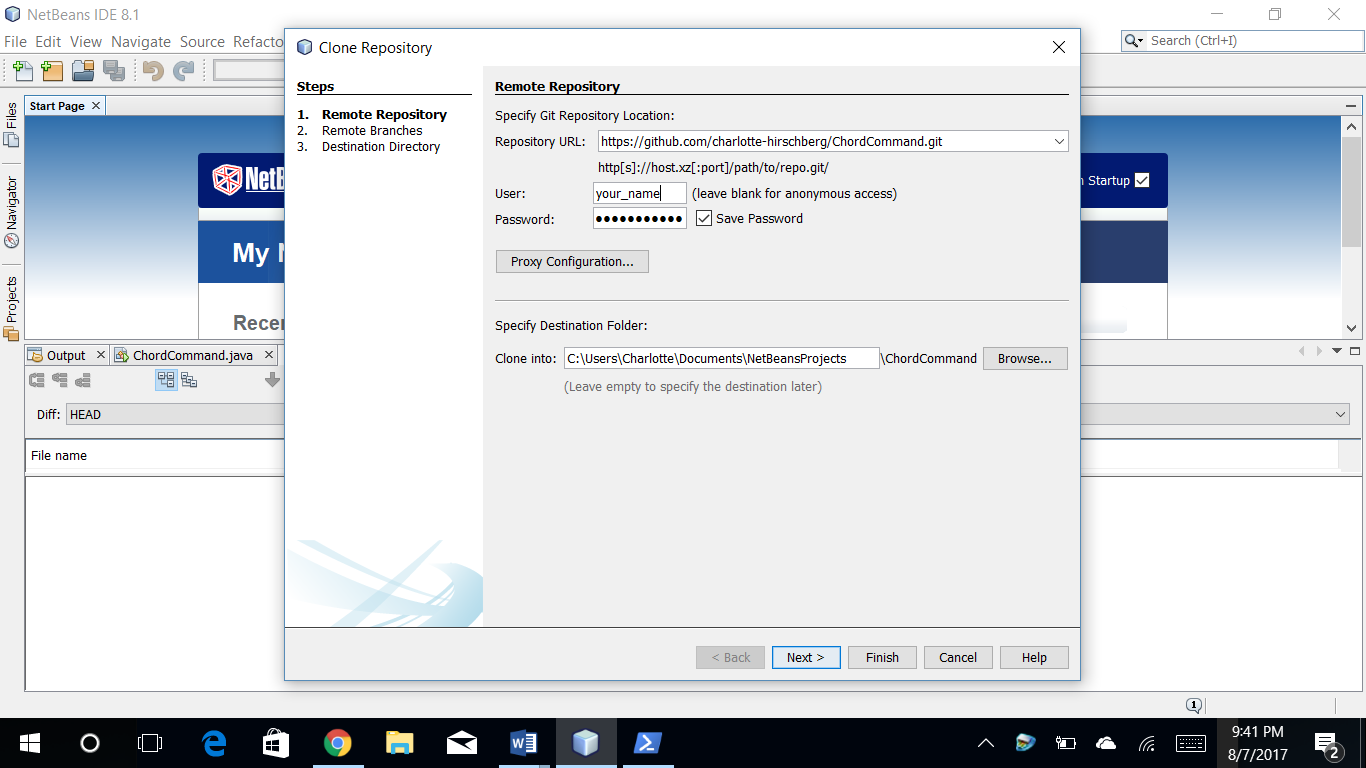 NetBeans IDE 8.1
File Edit View Navigate Source Refacto
Search (Ctrl+I)
Clone Repository
Steps
1. Remote Repository
2. Remote Branches
3. Destination Directory
Remote Repository
Specify Git Repository Location:
Repository URL: https://github.com/charlotte-hirschberg/ChordCommand.git
http[s]://host.xz[:port]/path/to/repo.git/
User: your_name (leave blank for anonymous access)
Password: ●●●●●●●●●●● Save Password
Proxy Configuration...
Specify Destination Folder:
Clone into: C:\Users\Charlotte\Documents\NetBeansProjects \ChordCommand Browse...
(Leave empty to specify the destination later)
< Back Next > Finish Cancel Help
Files
Navigator
Projects
Start Page
NetB
n Startup
My N
Recer
Output ChordCommand.java
Diff: HEAD
File name
1
9:41 PM
8/7/2017
2